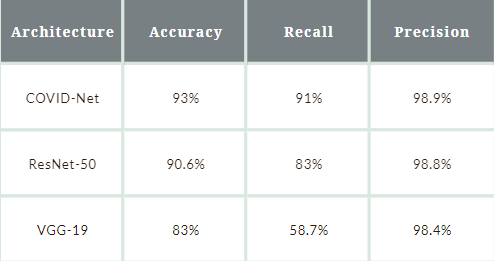 Architecture Accuracy Recall Precision
COVID-Net 93% 91% 98.9%
ResNet-50 90.6% 83% 98.8%
VGG-19 83% 58.7% 98.4%